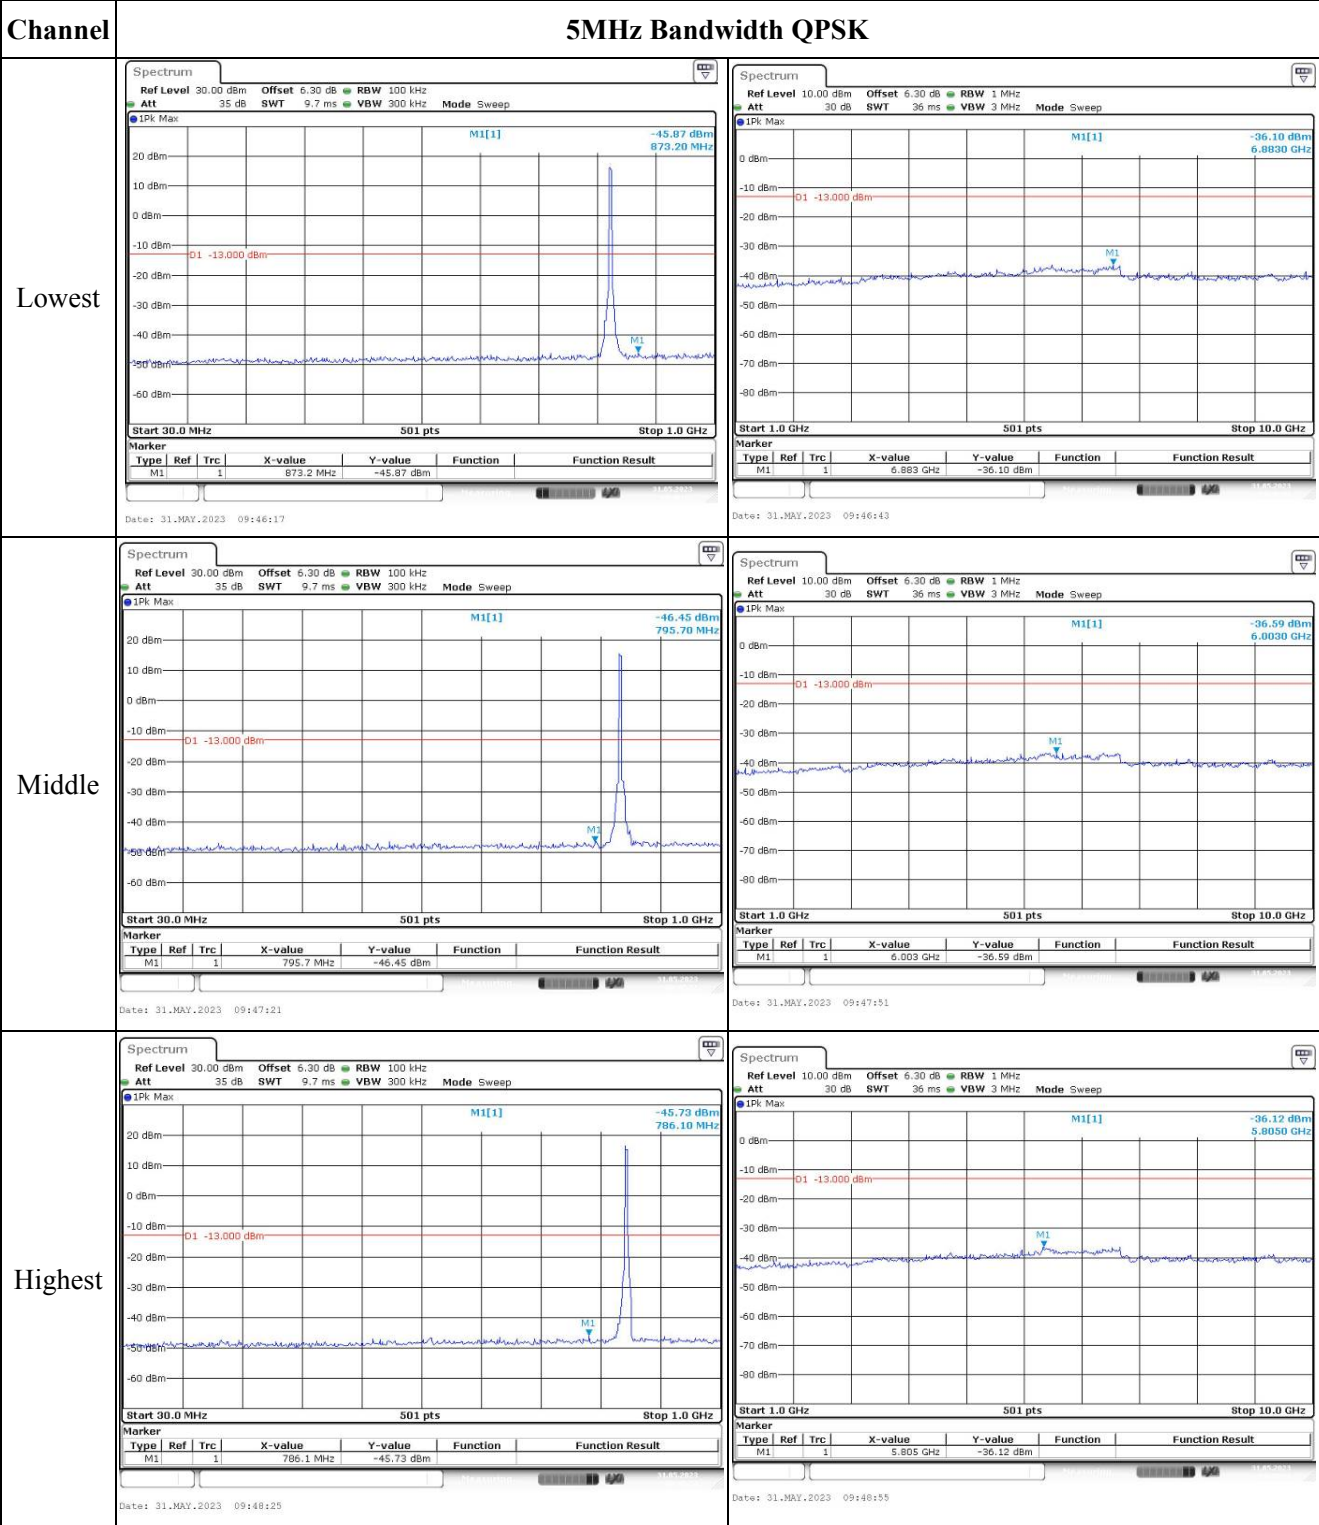 Channel
5MHz Bandwidth QPSK
Lowest
Spectrum
Ref Level 30.00 dBm Offset 6.30 dB RBW 100 kHz
Att 35 dB SWT 9.7 ms VBW 300 kHz Mode Sweep
1Pk Max
M1[1] -45.87 dBm
873.20 MHz
20 dBm
10 dBm
0 dBm
-10 dBm
D1 -13.000 dBm
-20 dBm
-30 dBm
-40 dBm
M1
-50 dBm
-60 dBm
Start 30.0 MHz 501 pts Stop 1.0 GHz
Marker
Type Ref Trc X-value Y-value Function Function Result
M1 1 873.2 MHz -45.87 dBm
Date: 31.MAY.2023 09:46:17
Spectrum
Ref Level 10.00 dBm Offset 6.30 dB RBW 1 MHz
Att 30 dB SWT 36 ms VBW 3 MHz Mode Sweep
1Pk Max
M1[1] -36.10 dBm
6.8830 GHz
0 dBm
-10 dBm
D1 -13.000 dBm
-20 dBm
-30 dBm
M1
-40 dBm
-50 dBm
-60 dBm
-70 dBm
-80 dBm
Start 1.0 GHz 501 pts Stop 10.0 GHz
Marker
Type Ref Trc X-value Y-value Function Function Result
M1 1 6.883 GHz -36.10 dBm
Date: 31.MAY.2023 09:46:43
Middle
Spectrum
Ref Level 30.00 dBm Offset 6.30 dB RBW 100 kHz
Att 35 dB SWT 9.7 ms VBW 300 kHz Mode Sweep
1Pk Max
M1[1] -46.45 dBm
795.70 MHz
20 dBm
10 dBm
0 dBm
-10 dBm
D1 -13.000 dBm
-20 dBm
-30 dBm
-40 dBm
M1
-50 dBm
-60 dBm
Start 30.0 MHz 501 pts Stop 1.0 GHz
Marker
Type Ref Trc X-value Y-value Function Function Result
M1 1 795.7 MHz -46.45 dBm
Date: 31.MAY.2023 09:47:21
Spectrum
Ref Level 10.00 dBm Offset 6.30 dB RBW 1 MHz
Att 30 dB SWT 36 ms VBW 3 MHz Mode Sweep
1Pk Max
M1[1] -36.59 dBm
6.0030 GHz
0 dBm
-10 dBm
D1 -13.000 dBm
-20 dBm
-30 dBm
M1
-40 dBm
-50 dBm
-60 dBm
-70 dBm
-80 dBm
Start 1.0 GHz 501 pts Stop 10.0 GHz
Marker
Type Ref Trc X-value Y-value Function Function Result
M1 1 6.003 GHz -36.59 dBm
Date: 31.MAY.2023 09:47:51
Highest
Spectrum
Ref Level 30.00 dBm Offset 6.30 dB RBW 100 kHz
Att 35 dB SWT 9.7 ms VBW 300 kHz Mode Sweep
1Pk Max
M1[1] -45.73 dBm
786.10 MHz
20 dBm
10 dBm
0 dBm
-10 dBm
D1 -13.000 dBm
-20 dBm
-30 dBm
-40 dBm
M1
-50 dBm
-60 dBm
Start 30.0 MHz 501 pts Stop 1.0 GHz
Marker
Type Ref Trc X-value Y-value Function Function Result
M1 1 786.1 MHz -45.73 dBm
Date: 31.MAY.2023 09:48:25
Spectrum
Ref Level 10.00 dBm Offset 6.30 dB RBW 1 MHz
Att 30 dB SWT 36 ms VBW 3 MHz Mode Sweep
1Pk Max
M1[1] -36.12 dBm
5.8050 GHz
0 dBm
-10 dBm
D1 -13.000 dBm
-20 dBm
-30 dBm
M1
-40 dBm
-50 dBm
-60 dBm
-70 dBm
-80 dBm
Start 1.0 GHz 501 pts Stop 10.0 GHz
Marker
Type Ref Trc X-value Y-value Function Function Result
M1 1 5.805 GHz -36.12 dBm
Date: 31.MAY.2023 09:48:55